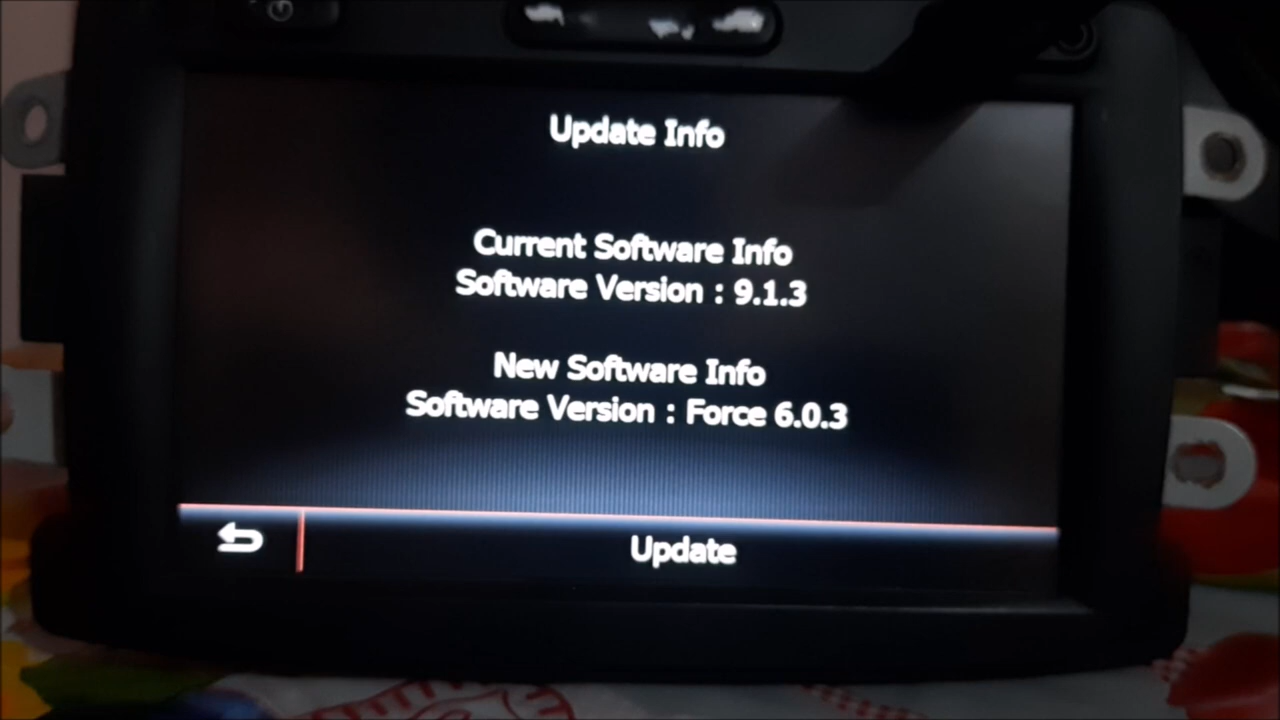 Update Info
Current Software Info
Software Version : 9.1.3
New Software Info
Software Version : Force 6.0.3
Update